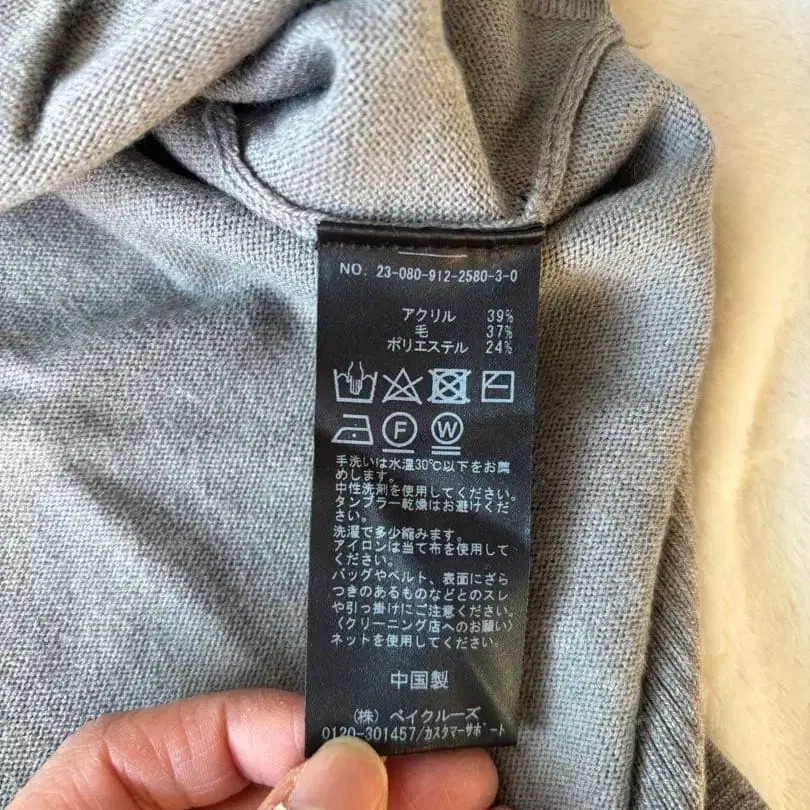 NO. 23-080-912-2580-3-0
アクリル 39%
毛 37%
ポリエステル 24%
F W
手洗いは水温30℃以下をお薦
めします。
中性洗剤を使用してください。
タンブラー乾燥はお避けくだ
さい。
洗濯で多少縮みます。
アイロンは当て布を使用して
ください。
バッグやベルト、表面にざら
つきのあるものなどとのスレ
や引っ掛けにご注意ください。
〈クリーニング店へのお願い〉
ネットを使用してください。
中国製
(株) ベイクルーズ
0120-301457/カスタマーサポート